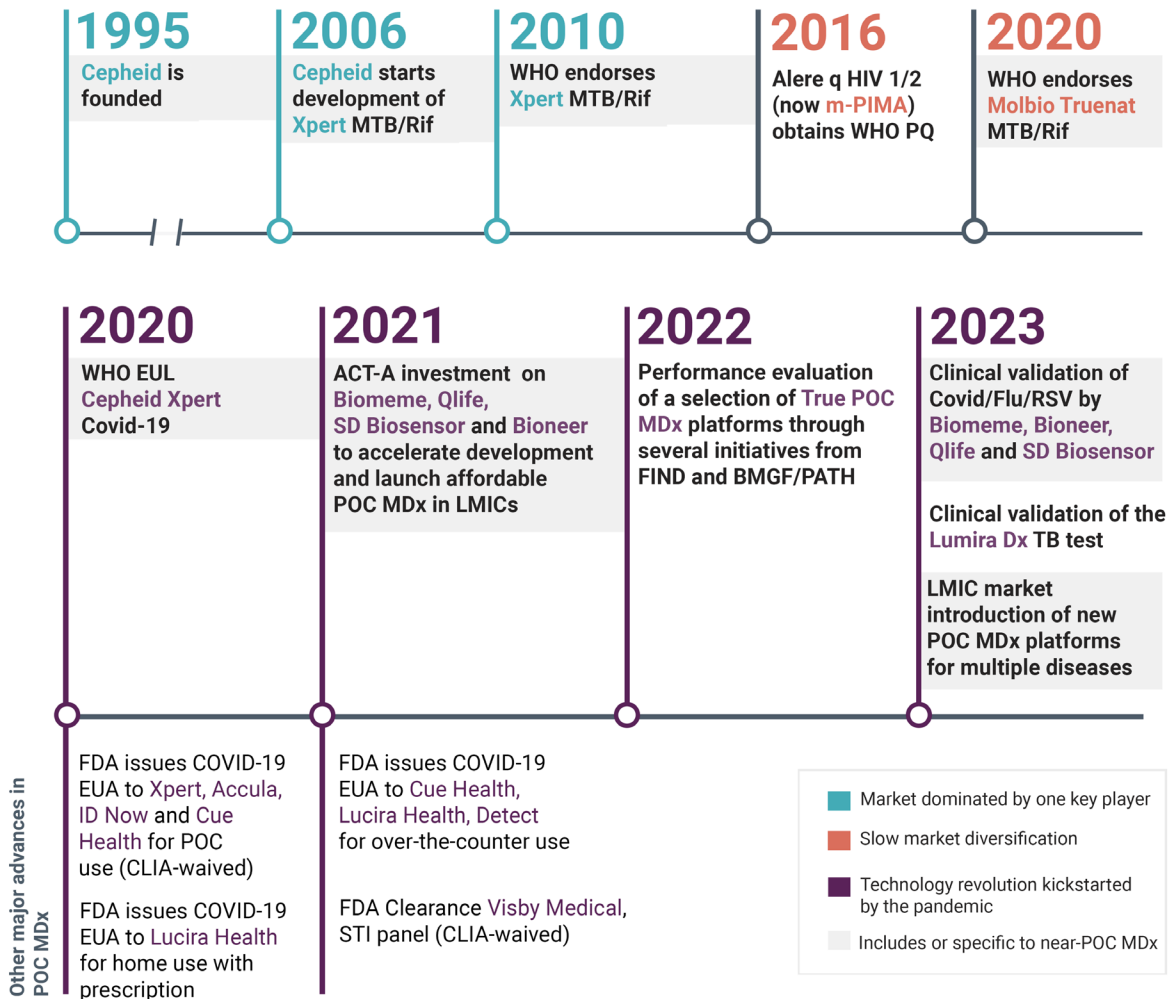 1995
Cepheid is
founded
2006
Cepheid starts
development of
Xpert MTB/Rif
2010
WHO endorses
Xpert MTB/Rif
2016
Alere q HIV 1/2
(now m-PIMA)
obtains WHO PQ
2020
WHO endorses
Molbio Truenat
MTB/Rif
2020
WHO EUL
Cepheid Xpert
Covid-19
2021
ACT-A investment on
Biomeme, Qlife,
SD Biosensor and Bioneer
to accelerate development
and launch affordable
POC MDx in LMICs
2022
Performance evaluation
of a selection of True POC
MDx platforms through
several initiatives from
FIND and BMGF/PATH
2023
Clinical validation of
Covid/Flu/RSV by
Biomeme, Bioneer,
Qlife and SD Biosensor
Clinical validation of the
Lumira Dx TB test
LMIC market
introduction of new
POC MDx platforms
for multiple diseases
Other major advances in
POC MDx
FDA issues COVID-19
EUA to Xpert, Accula,
ID Now and Cue
Health for POC
use (CLIA-waived)
FDA issues COVID-19
EUA to Lucira Health
for home use with
prescription
FDA issues COVID-19
EUA to Cue Health,
Lucira Health, Detect
for over-the-counter use
FDA Clearance Visby Medical,
STI panel (CLIA-waived)
Market dominated by one key player
Slow market diversification
Technology revolution kickstarted
by the pandemic
Includes or specific to near-POC MDx